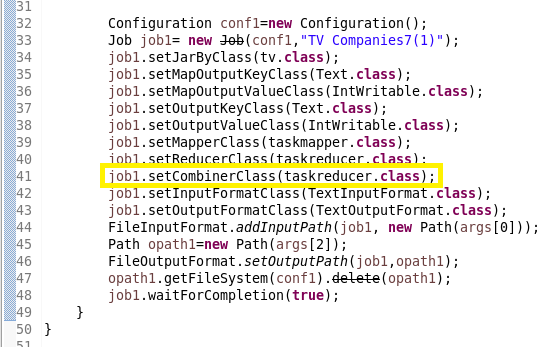 31
32 Configuration conf1=new Configuration();
33 Job job1= new Job(conf1,"TV Companies7(1)");
34 job1.setJarByClass(tv.class);
35 job1.setMapOutputKeyClass(Text.class);
36 job1.setMapOutputValueClass(IntWritable.class);
37 job1.setOutputKeyClass(Text.class);
38 job1.setOutputValueClass(IntWritable.class);
39 job1.setMapperClass(taskmapper.class);
40 job1.setReducerClass(taskreducer.class);
41 job1.setCombinerClass(taskreducer.class);
42 job1.setInputFormatClass(TextInputFormat.class);
43 job1.setOutputFormatClass(TextOutputFormat.class);
44 FileInputFormat.addInputPath(job1, new Path(args[0]));
45 Path opath1=new Path(args[2]);
46 FileOutputFormat.setOutputPath(job1,opath1);
47 opath1.getFileSystem(conf1).delete(opath1);
48 job1.waitForCompletion(true);
49 }
50 }
51